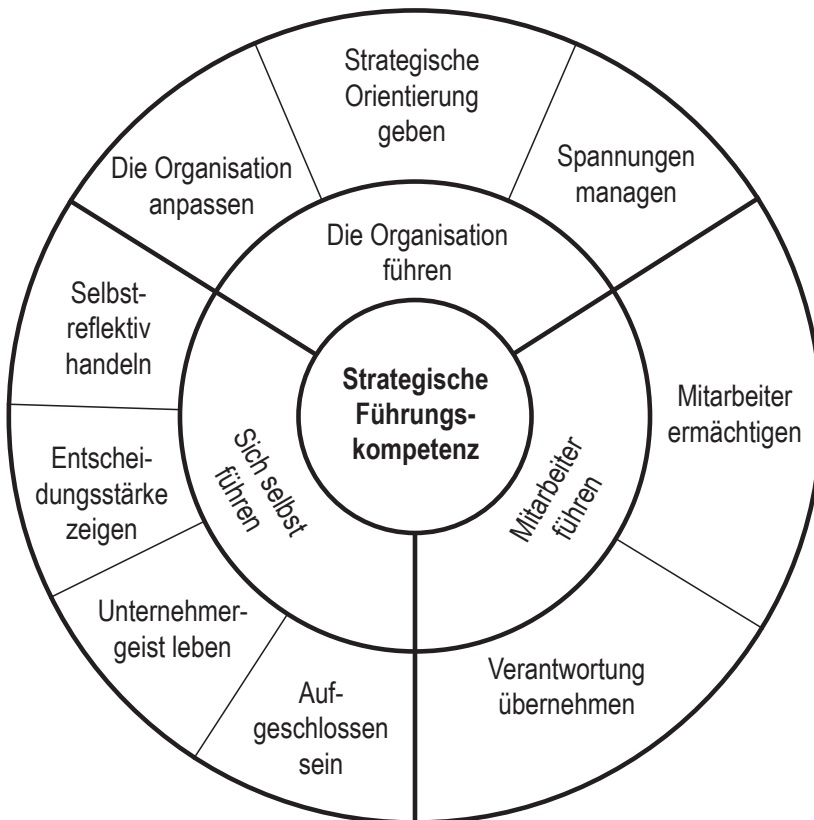 Strategische
Orientierung
geben
Die Organisation
anpassen
Spannungen
managen
Die Organisation
führen
Selbst-
reflektiv
handeln
Strategische
Führungs-
kompetenz
Mitarbeiter
ermächtigen
Sich selbst
führen
Mitarbeiter
führen
Entschei-
dungsstärke
zeigen
Unternehmer-
geist leben
Verantwortung
übernehmen
Auf-
geschlossen
sein